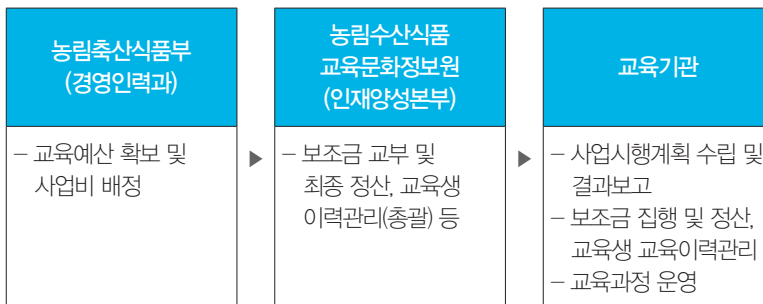 농림축산식품부
(경영인력과)
– 교육예산 확보 및
사업비 배정
▶
농림수산식품
교육문화정보원
(인재양성본부)
– 보조금 교부 및
최종 정산, 교육생
이력관리(총괄) 등
▶
교육기관
– 사업시행계획 수립 및
결과보고
– 보조금 집행 및 정산,
교육생 교육이력관리
– 교육과정 운영